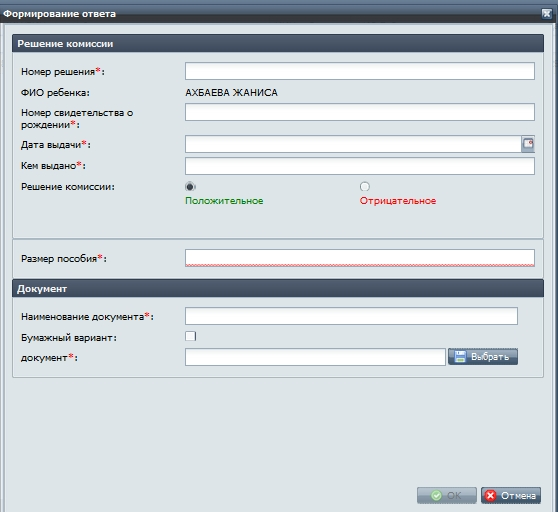 Формирование ответа
Решение комиссии
Номер решения*:
ФИО ребенка: АХБАЕВА ЖАНИСА
Номер свидетельства о
рождении*:
Дата выдачи*:
Кем выдано*:
Решение комиссии:
Положительное Отрицательное
Размер пособия*:
Документ
Наименование документа*:
Бумажный вариант:
документ*: Выбрать
OK Отмена